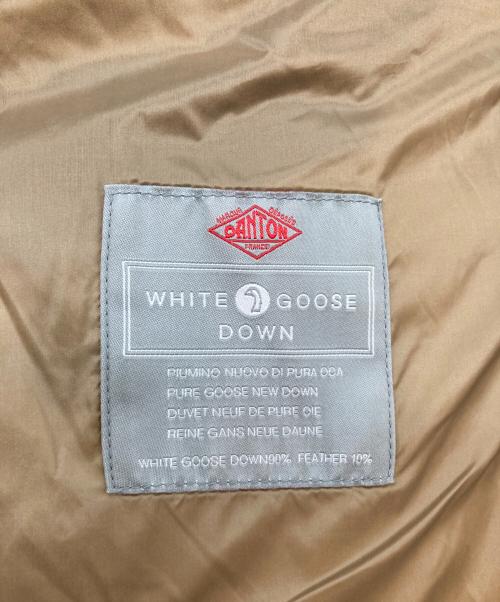 DANTON
FRANCE
WHITE GOOSE
DOWN
PIUMINO NUOVO DI PURA OCA
PURE GOOSE NEW DOWN
DUVET NEUF DE PURE OIE
REINE GANS NEUE DAUNE
WHITE GOOSE DOWN90% FEATHER 10%